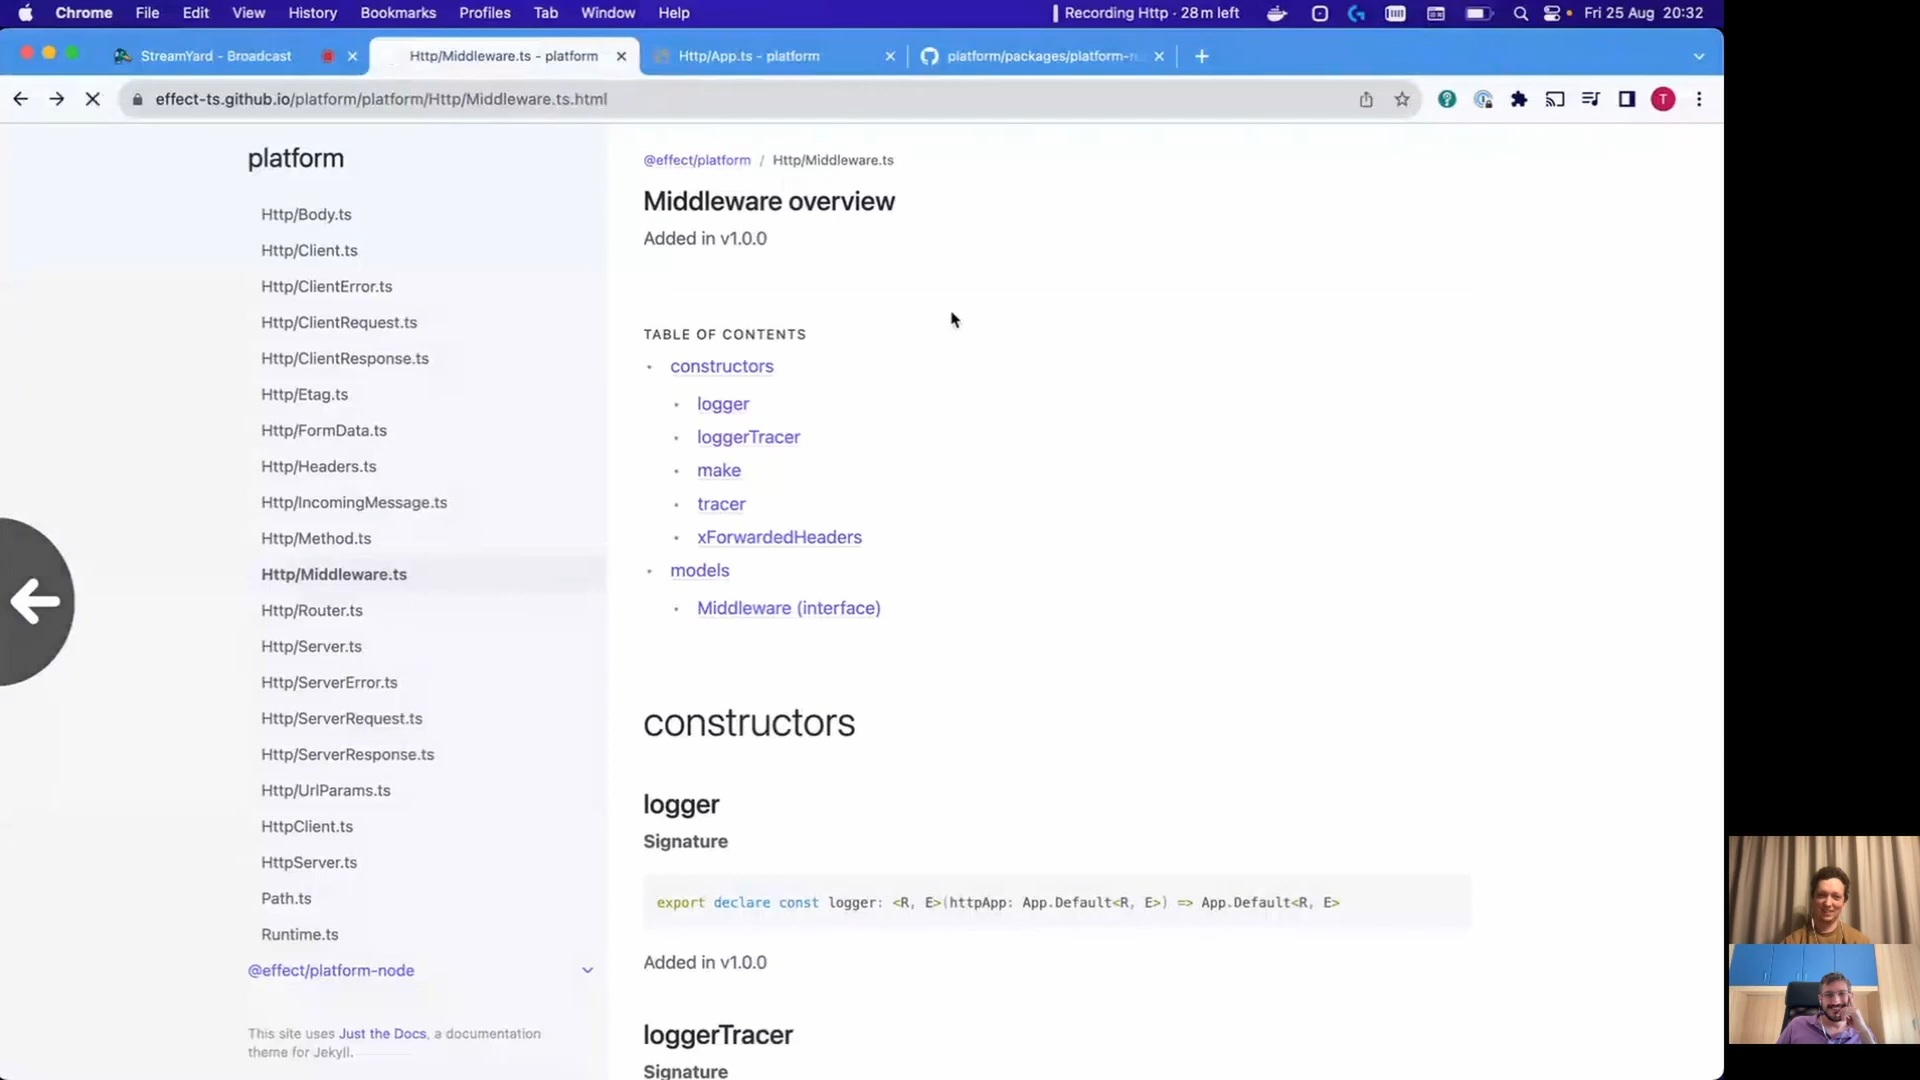 Chrome File Edit View History Bookmarks Profiles Tab Window Help Recording Http · 28 m left Fri 25 Aug 20:32
StreamYard - Broadcast Http/Middleware.ts - platform Http/App.ts - platform platform/packages/platform-n
effect-ts.github.io/platform/platform/Http/Middleware.ts.html T
platform
Http/Body.ts
Http/Client.ts
Http/ClientError.ts
Http/ClientRequest.ts
Http/ClientResponse.ts
Http/Etag.ts
Http/FormData.ts
Http/Headers.ts
Http/IncomingMessage.ts
Http/Method.ts
Http/Middleware.ts
Http/Router.ts
Http/Server.ts
Http/ServerError.ts
Http/ServerRequest.ts
Http/ServerResponse.ts
Http/UrlParams.ts
HttpClient.ts
HttpServer.ts
Path.ts
Runtime.ts
@effect/platform-node
This site uses Just the Docs, a documentation
theme for Jekyll.
@effect/platform / Http/Middleware.ts
Middleware overview
Added in v1.0.0
TABLE OF CONTENTS
constructors
logger
loggerTracer
make
tracer
xForwardedHeaders
models
Middleware (interface)
constructors
logger
Signature
export declare const logger: <R, E>(httpApp: App.Default<R, E>) => App.Default<R, E>
Added in v1.0.0
loggerTracer
Signature